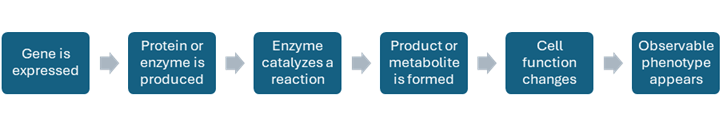 Gene is
expressed
Protein or
enzyme is
produced
Enzyme
catalyzes a
reaction
Product or
metabolite
is formed
Cell
function
changes
Observable
phenotype
appears